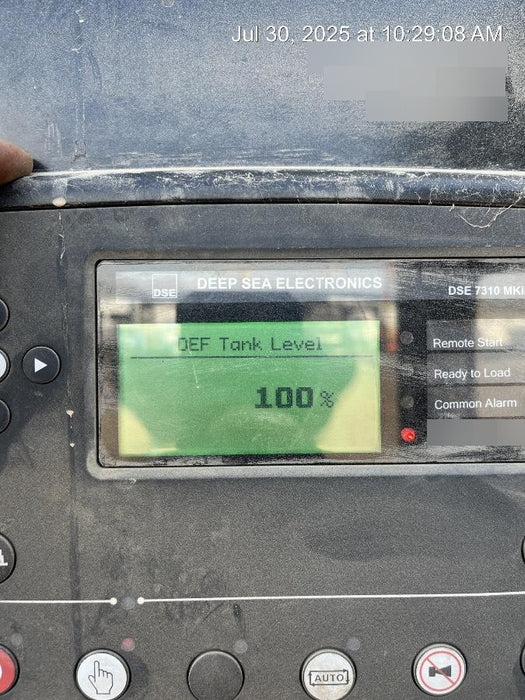 Jul 30, 2025 at 10:29:08 AM
DSE
DEEP SEA ELECTRONICS
DSE 7310 MKI
DEF Tank Level
100%
Remote Start
Ready to Load
Common Alarm
AUTO